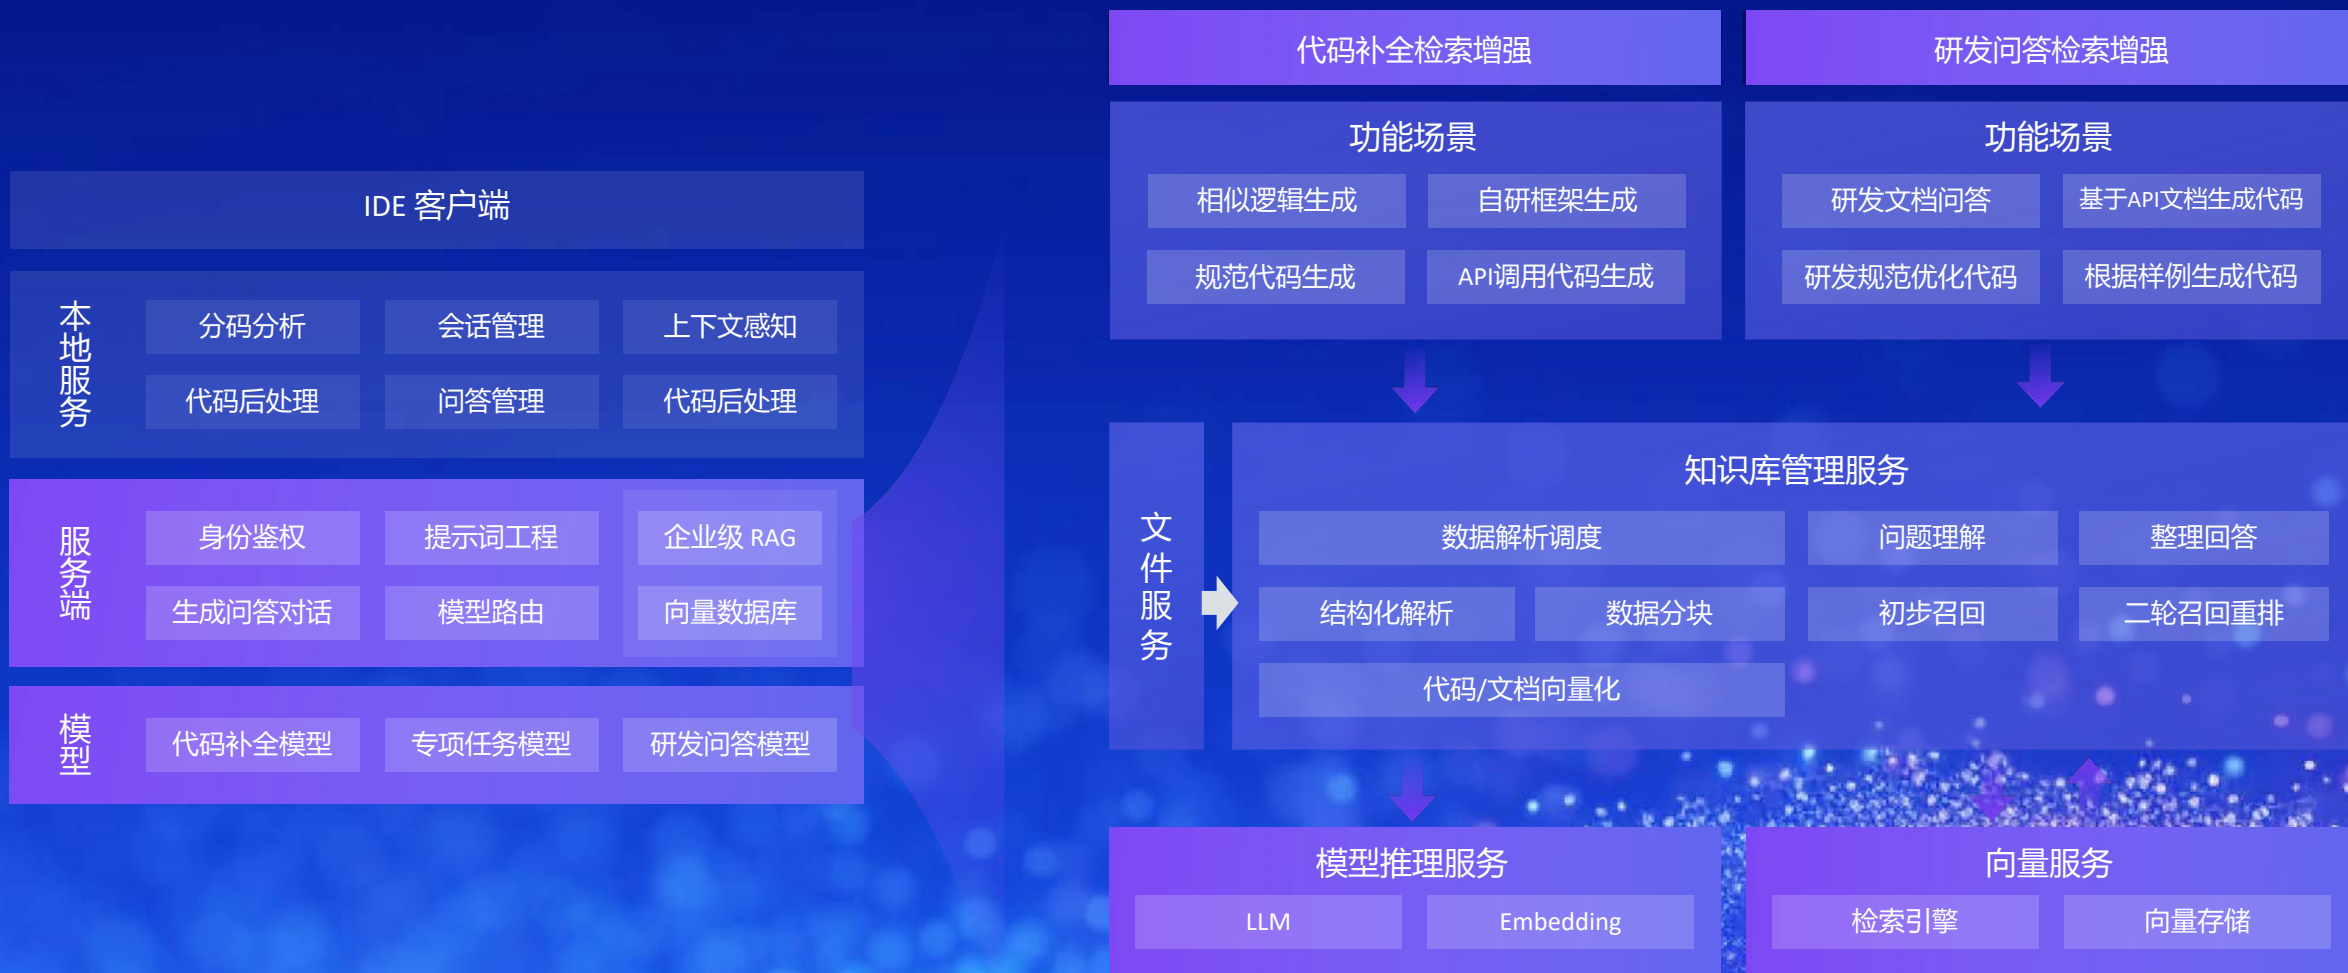 IDE 客户端
本地服务
分码分析
会话管理
上下文感知
代码后处理
问答管理
代码后处理
服务端
身份鉴权
提示词工程
企业级 RAG
生成问答对话
模型路由
向量数据库
模型
代码补全模型
专项任务模型
研发问答模型
代码补全检索增强
功能场景
相似逻辑生成
自研框架生成
规范代码生成
API调用代码生成
研发问答检索增强
功能场景
研发文档问答
基于API文档生成代码
研发规范优化代码
根据样例生成代码
文件服务
知识库管理服务
数据解析调度
问题理解
整理回答
结构化解析
数据分块
初步召回
二轮召回重排
代码/文档向量化
模型推理服务
LLM
Embedding
向量服务
检索引擎
向量存储